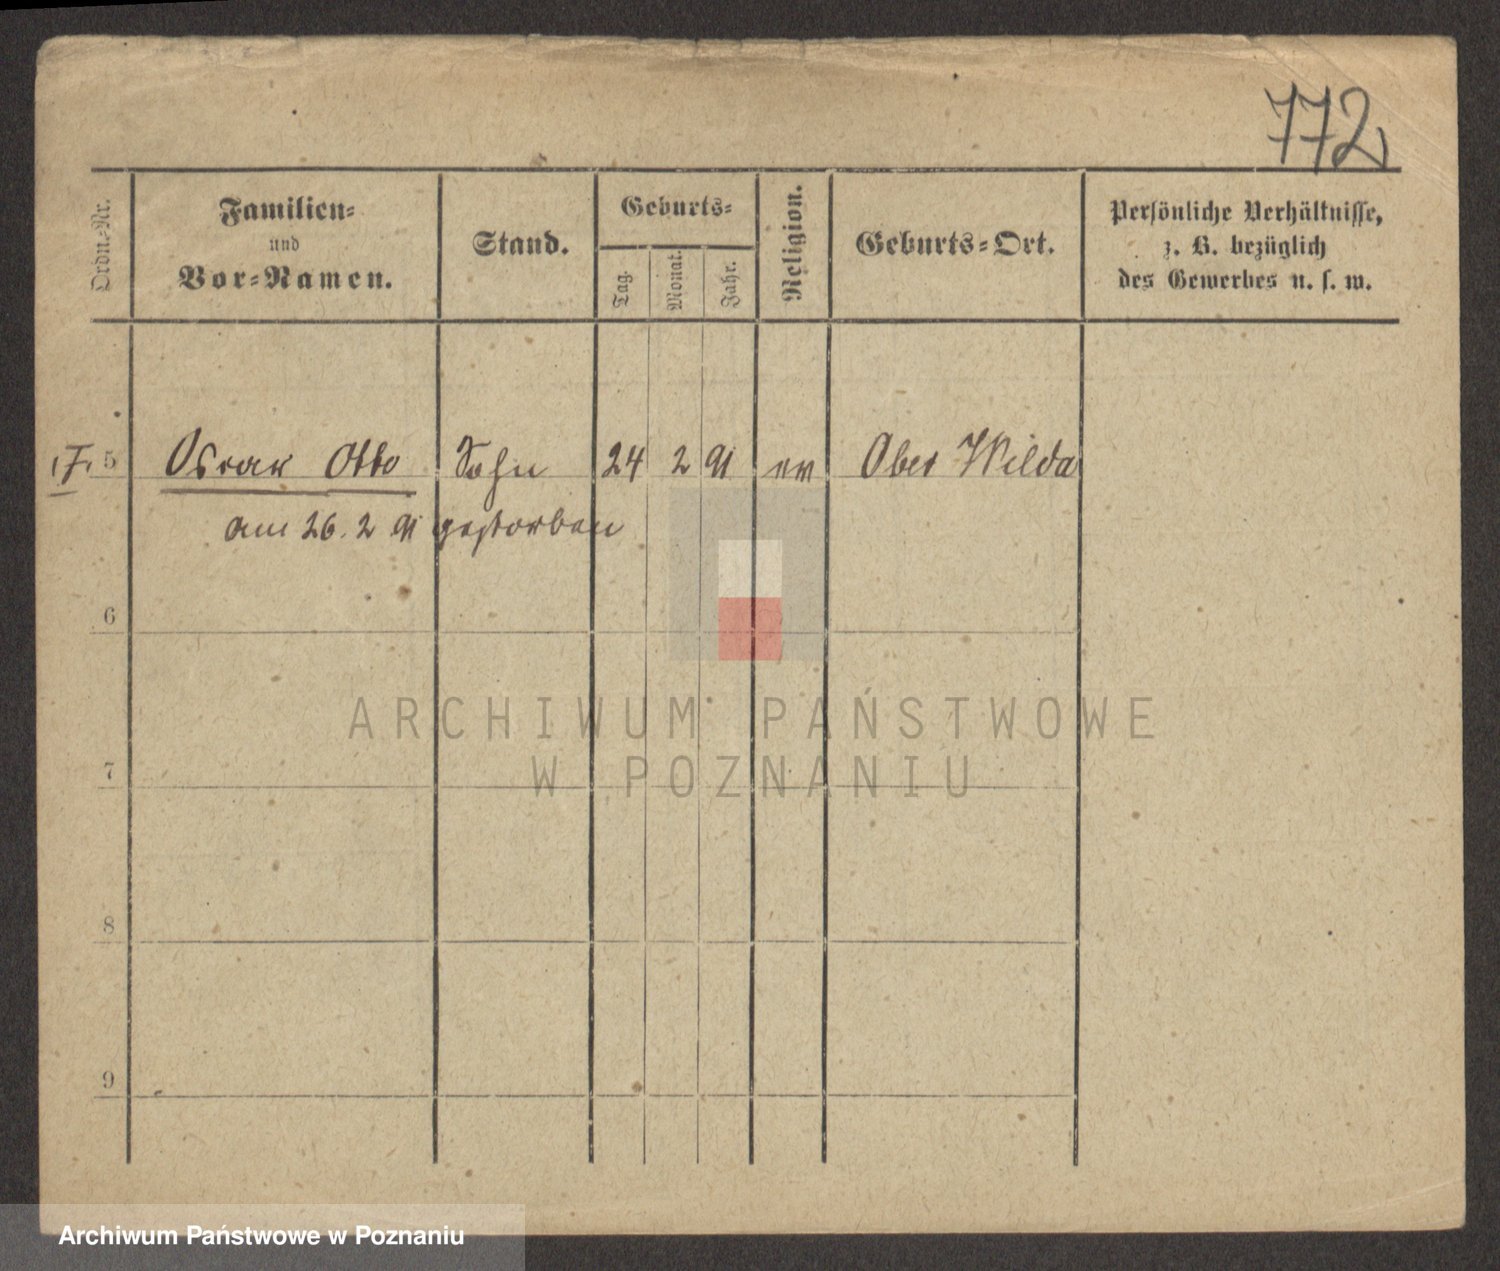 772
Ordn.-Nr.
Familien-
und
Vor-Namen.
Stand.
Geburts-
Tag.
Monat.
Jahr.
Religion.
Geburts-Ort.
Persönliche Verhältnisse,
z. B. bezüglich
des Gewerbes u. s. w.
5 Oscar Otto Sohn 24 2 91 ev Ober Wilda
am 26. 2 91 gestorben
6
ARCHIWUM PAŃSTWOWE
W POZNANIU
7
8
9
Archiwum Państwowe w Poznaniu